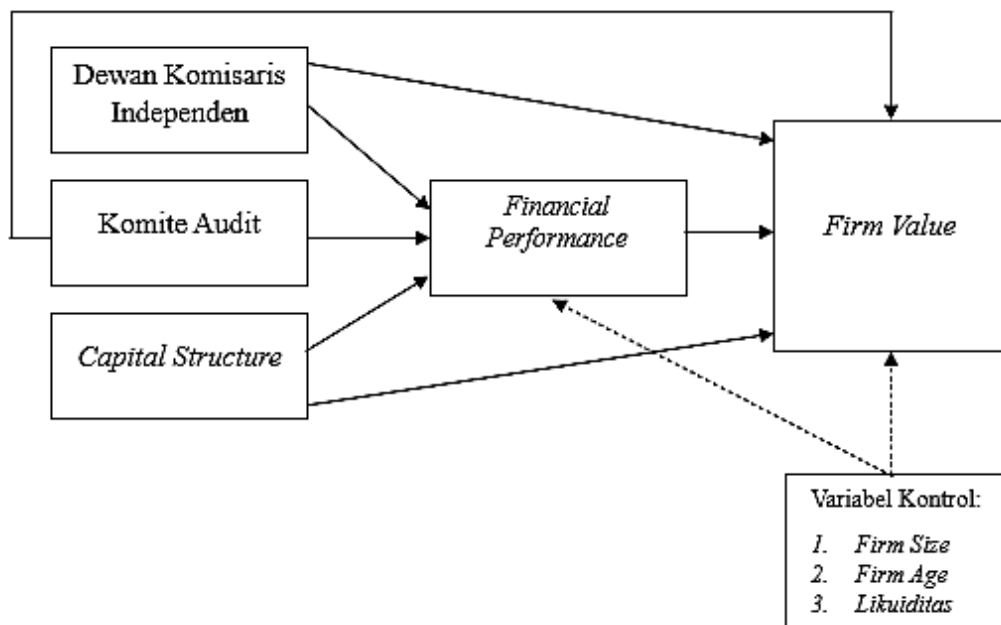 Dewan Komisaris
Independen
Komite Audit
Capital Structure
Financial
Performance
Firm Value
Variabel Kontrol:
1. Firm Size
2. Firm Age
3. Likuiditas